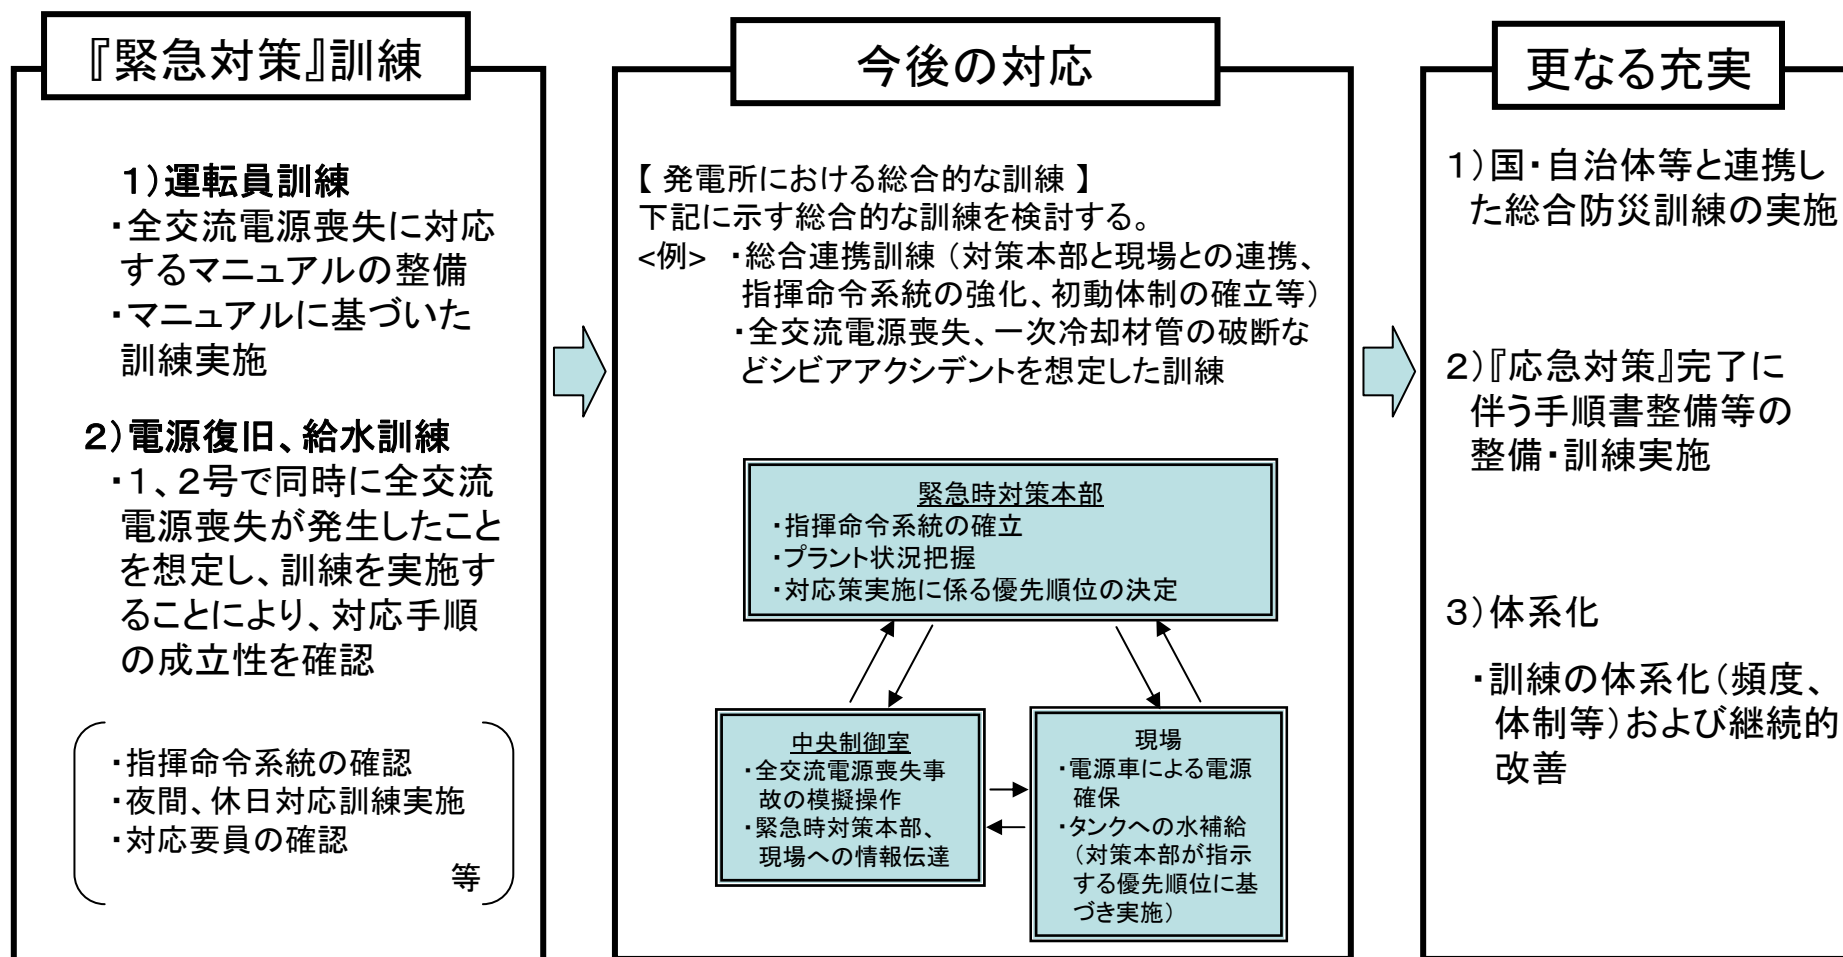 『緊急対策』訓練
1)運転員訓練
・全交流電源喪失に対応
するマニュアルの整備
・マニュアルに基づいた
訓練実施
2)電源復旧、給水訓練
・1、2号で同時に全交流
電源喪失が発生したこと
を想定し、訓練を実施す
ることにより、対応手順
の成立性を確認
・指揮命令系統の確認
・夜間、休日対応訓練実施
・対応要員の確認
等
今後の対応
【 発電所における総合的な訓練 】
下記に示す総合的な訓練を検討する。
<例> ・総合連携訓練 (対策本部と現場との連携、
指揮命令系統の強化、初動体制の確立等)
・全交流電源喪失、一次冷却材管の破断な
どシビアアクシデントを想定した訓練
緊急時対策本部
・指揮命令系統の確立
・プラント状況把握
・対応策実施に係る優先順位の決定
中央制御室
・全交流電源喪失事
故の模擬操作
・緊急時対策本部、
現場への情報伝達
現場
・電源車による電源
確保
・タンクへの水補給
(対策本部が指示
する優先順位に基
づき実施)
更なる充実
1)国・自治体等と連携し
た総合防災訓練の実施
2)『応急対策』完了に
伴う手順書整備等の
整備・訓練実施
3)体系化
・訓練の体系化(頻度、
体制等)および継続的
改善